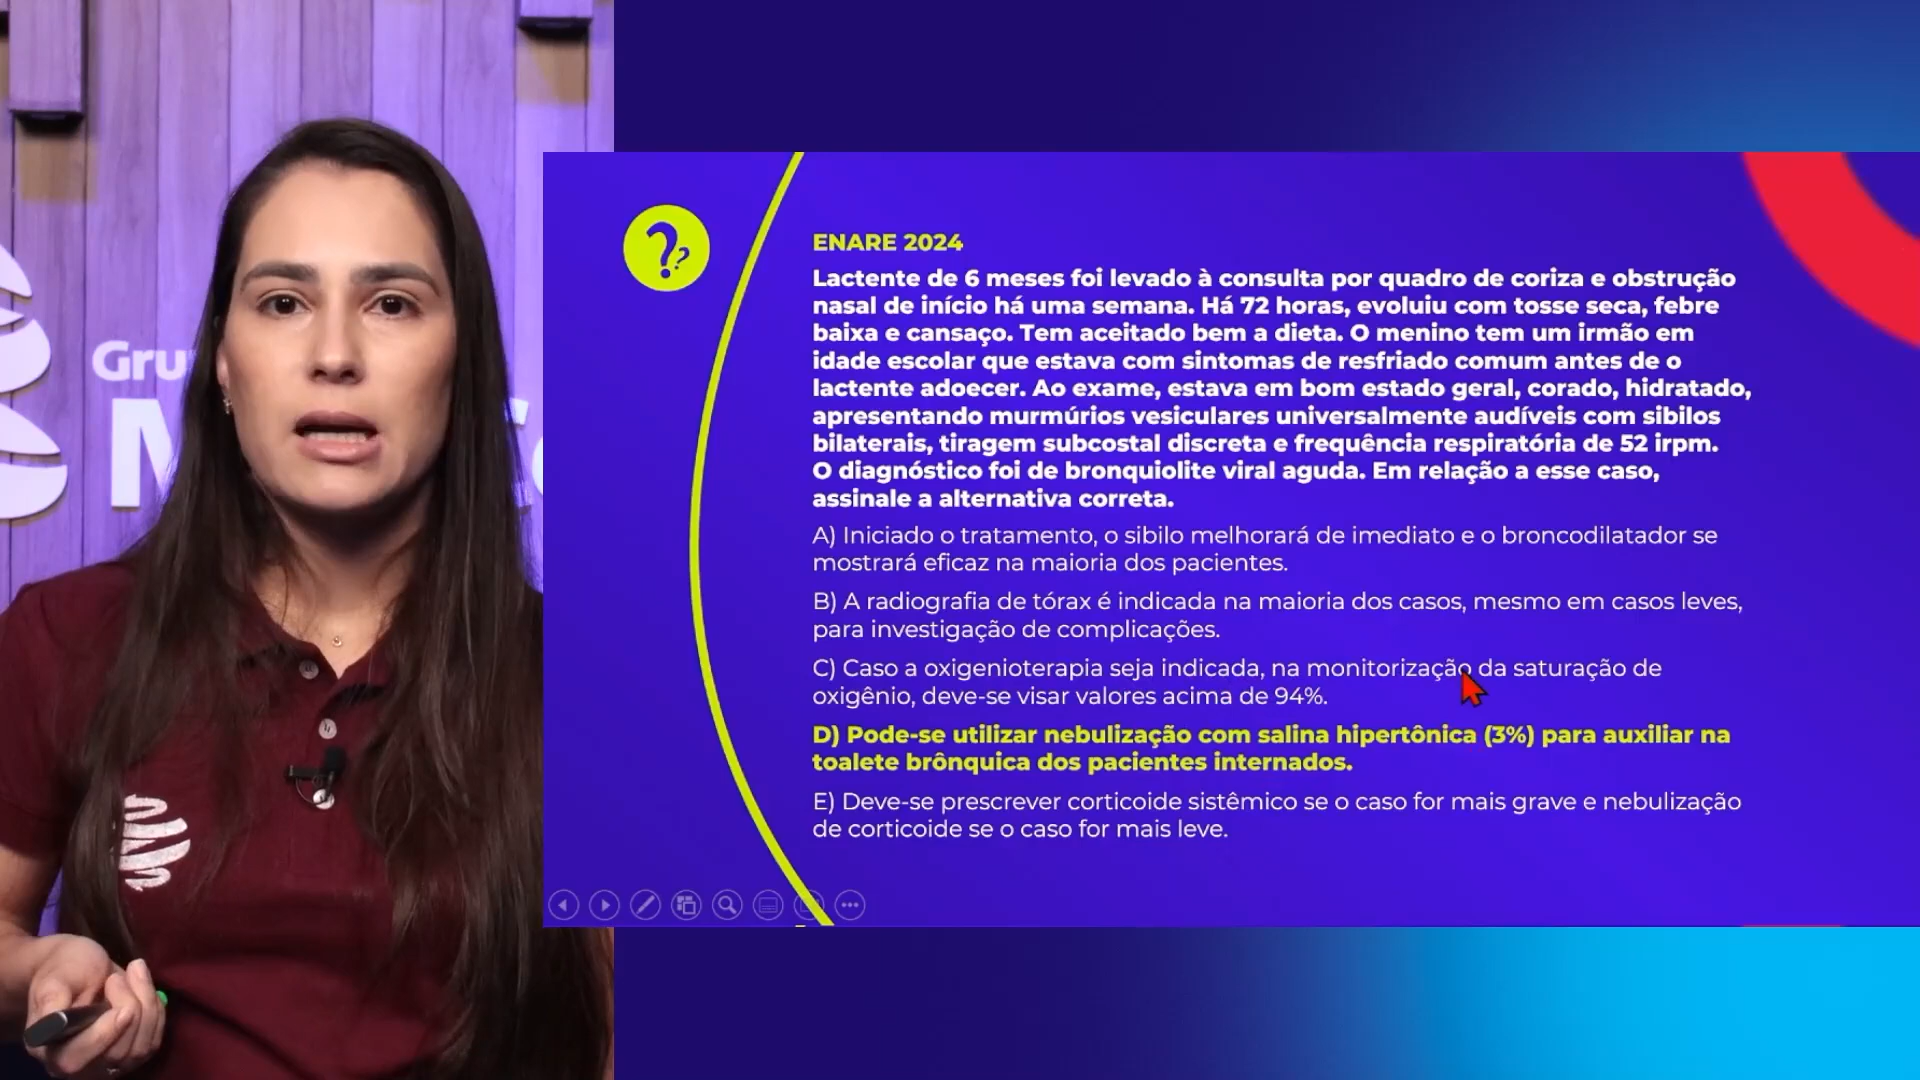 Gru
M
ENARE 2024
Lactente de 6 meses foi levado à consulta por quadro de coriza e obstrução
nasal de início há uma semana. Há 72 horas, evoluiu com tosse seca, febre
baixa e cansaço. Tem aceitado bem a dieta. O menino tem um irmão em
idade escolar que estava com sintomas de resfriado comum antes de o
lactente adoecer. Ao exame, estava em bom estado geral, corado, hidratado,
apresentando murmúrios vesiculares universalmente audíveis com sibilos
bilaterais, tiragem subcostal discreta e frequência respiratória de 52 irpm.
O diagnóstico foi de bronquiolite viral aguda. Em relação a esse caso,
assinale a alternativa correta.
A) Iniciado o tratamento, o sibilo melhorará de imediato e o broncodilatador se
mostrará eficaz na maioria dos pacientes.
B) A radiografia de tórax é indicada na maioria dos casos, mesmo em casos leves,
para investigação de complicações.
C) Caso a oxigenioterapia seja indicada, na monitorização da saturação de
oxigênio, deve-se visar valores acima de 94%.
D) Pode-se utilizar nebulização com salina hipertônica (3%) para auxiliar na
toalete brônquica dos pacientes internados.
E) Deve-se prescrever corticoide sistêmico se o caso for mais grave e nebulização
de corticoide se o caso for mais leve.